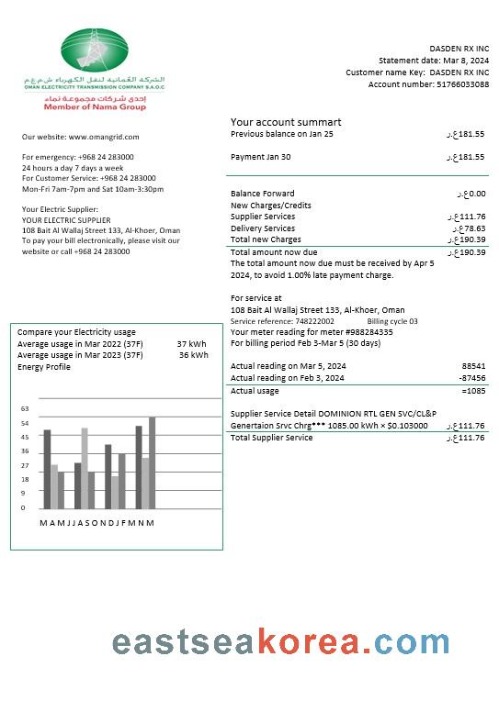 الشركة العُمانية لنقل الكهرباء ش.م.ع.م
OMAN ELECTRICITY TRANSMISSION COMPANY S.A.O.C
إحدى شركات مجموعة نماء
Member of Nama Group
DASDEN RX INC
Statement date: Mar 8, 2024
Customer name Key: DASDEN RX INC
Account number: 51766033088
Our website: www.omangrid.com
For emergency: +968 24 283000
24 hours a day 7 days a week
For Customer Service: +968 24 283000
Mon-Fri 7am-7pm and Sat 10am-3:30pm
Your Electric Supplier:
YOUR ELECTRIC SUPPLIER
108 Bait Al Wallaj Street 133, Al-Khoer, Oman
To pay your bill electronically, please visit our
website or call +968 24 283000
Your account summart
Previous balance on Jan 25 ر.ع181.55
Payment Jan 30 ر.ع181.55
Balance Forward ر.ع0.00
New Charges/Credits
Supplier Services ر.ع111.76
Delivery Services ر.ع78.63
Total new Charges ر.ع190.39
Total amount now due ر.ع190.39
The total amount now due must be received by Apr 5
2024, to avoid 1.00% late payment charge.
For service at
108 Bait Al Wallaj Street 133, Al-Khoer, Oman
Service reference: 748222002 Billing cycle 03
Your meter reading for meter #988284335
For billing period Feb 3-Mar 5 (30 days)
Actual reading on Mar 5, 2024 88541
Actual reading on Feb 3, 2024 -87456
Actual usage =1085
Supplier Service Detail DOMINION RTL GEN SVC/CL&P
Genertaion Srvc Chrg*** 1085.00 kWh × $0.103000 ر.ع111.76
Total Supplier Service ر.ع111.76
Compare your Electricity usage
Average usage in Mar 2022 (37F) 37 kWh
Average usage in Mar 2023 (37F) 36 kWh
Energy Profile
63
54
45
36
27
18
9
0
M A M J J A S O N D J F M N M
eastseakorea.com